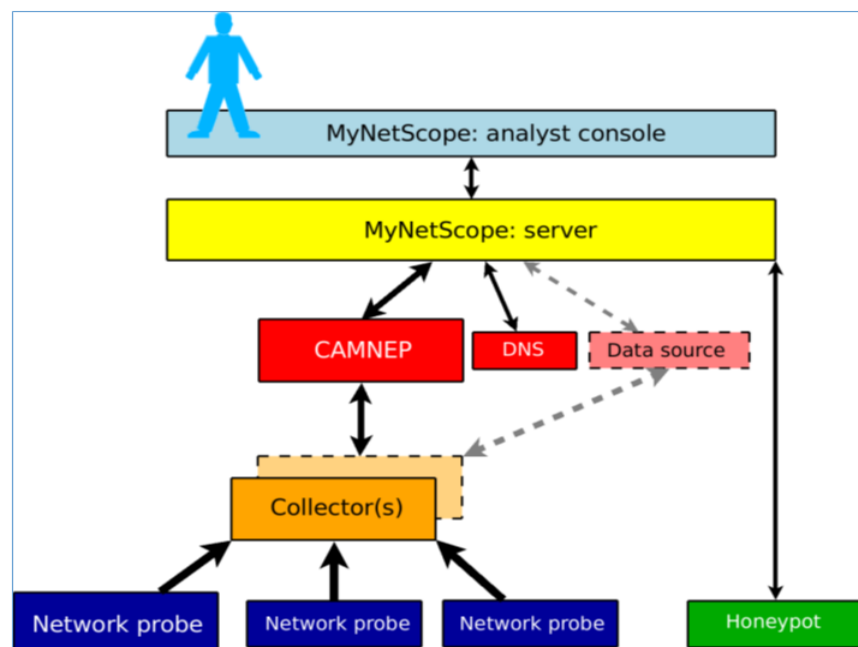 MyNetScope: analyst console
MyNetScope: server
CAMNEP
DNS
Data source
Collector(s)
Network probe
Network probe
Network probe
Honeypot